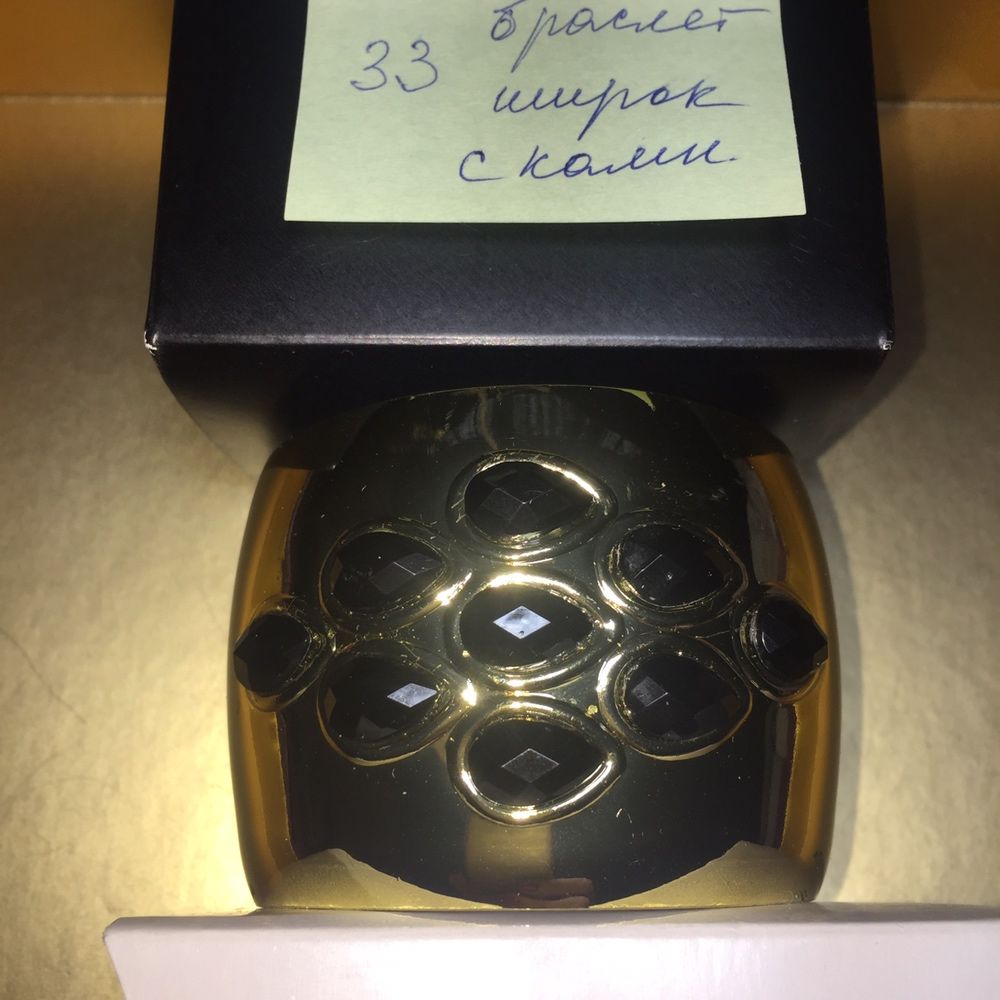 33 браслет
широк
с камн.